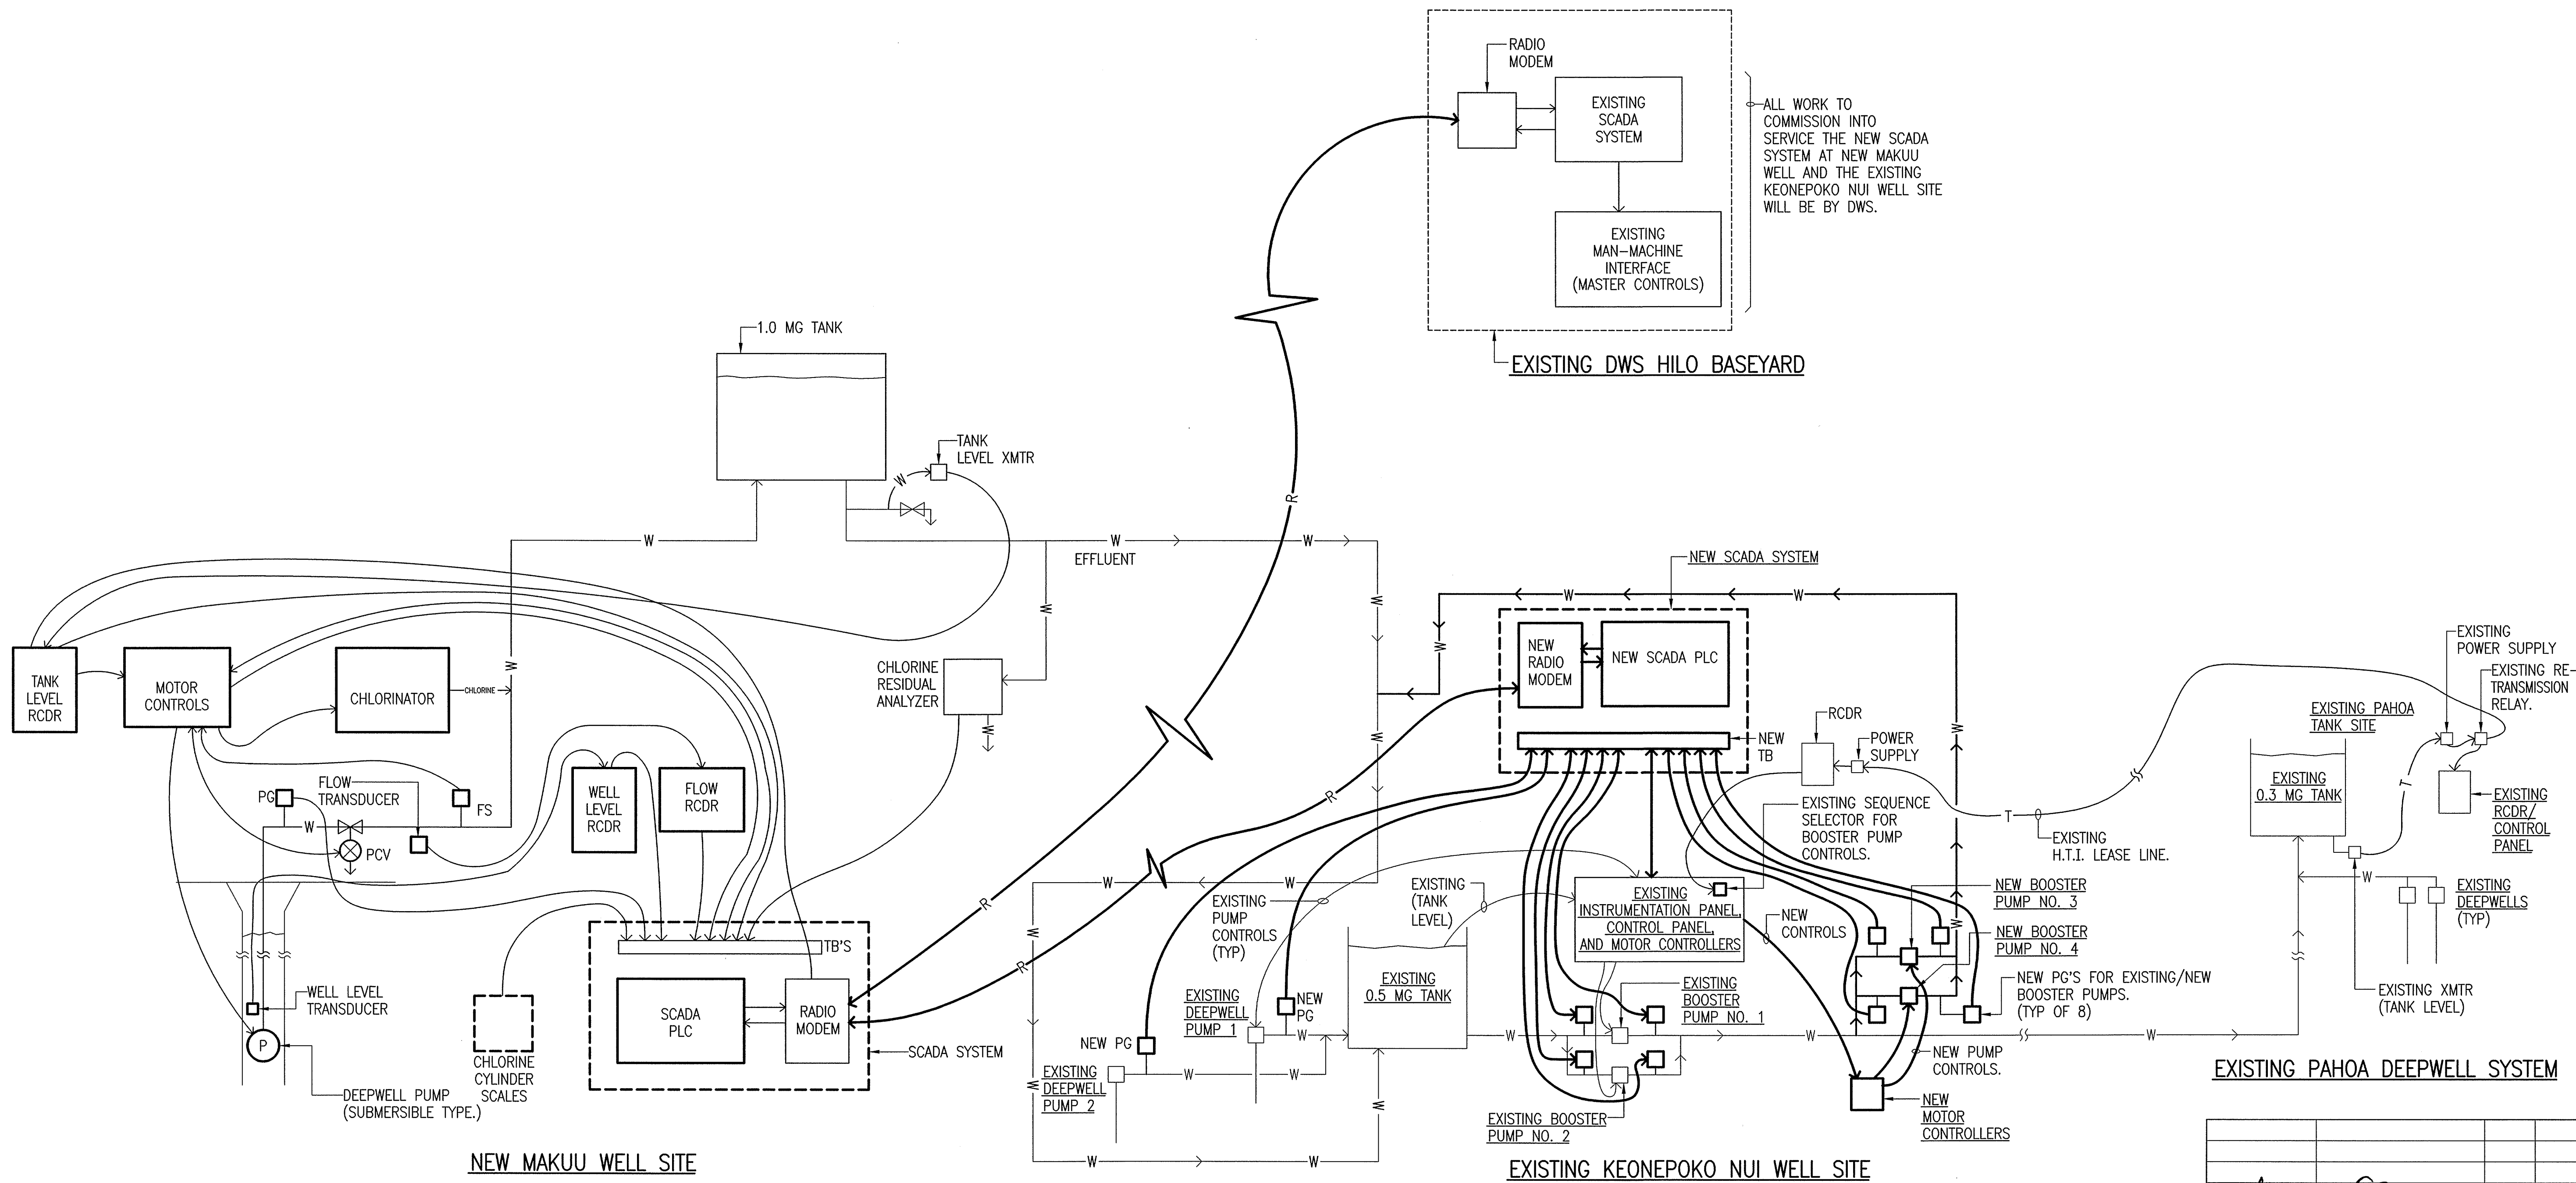 RADIO
MODEM
EXISTING
SCADA
SYSTEM
EXISTING
MAN-MACHINE
INTERFACE
(MASTER CONTROLS)
ALL WORK TO
COMMISSION INTO
SERVICE THE NEW SCADA
SYSTEM AT NEW MAKUU
WELL AND THE EXISTING
KEONEPOKO NUI WELL SITE
WILL BE BY DWS.
EXISTING DWS HILO BASEYARD
1.0 MG TANK
TANK
LEVEL XMTR
W
W
W
W
EFFLUENT
R
W
W
W
W
TANK
LEVEL
RCDR
MOTOR
CONTROLS
CHLORINATOR
CHLORINE
CHLORINE
RESIDUAL
ANALYZER
W
FLOW
TRANSDUCER
PG
W
FS
PCV
WELL
LEVEL
RCDR
FLOW
RCDR
WELL LEVEL
TRANSDUCER
P
DEEPWELL PUMP
(SUBMERSIBLE TYPE.)
CHLORINE
CYLINDER
SCALES
TB'S
SCADA
PLC
RADIO
MODEM
SCADA SYSTEM
NEW MAKUU WELL SITE
R
R
R
NEW SCADA SYSTEM
W
W
W
NEW
RADIO
MODEM
NEW SCADA PLC
NEW
TB
RCDR
POWER
SUPPLY
W
EXISTING SEQUENCE
SELECTOR FOR
BOOSTER PUMP
CONTROLS.
T
EXISTING
H.T.I. LEASE LINE.
W
W
W
W
EXISTING
PUMP
CONTROLS
(TYP)
EXISTING
(TANK
LEVEL)
EXISTING
INSTRUMENTATION PANEL,
CONTROL PANEL,
AND MOTOR CONTROLLERS
NEW
CONTROLS
NEW BOOSTER
PUMP NO. 3
NEW BOOSTER
PUMP NO. 4
W
NEW PG'S FOR EXISTING/NEW
BOOSTER PUMPS.
(TYP OF 8)
EXISTING
0.5 MG TANK
EXISTING
DEEPWELL
PUMP 1
NEW
PG
W
NEW PG
EXISTING
DEEPWELL
PUMP 2
W
W
W
W
W
W
EXISTING
BOOSTER
PUMP NO. 1
W
W
W
W
EXISTING BOOSTER
PUMP NO. 2
NEW PUMP
CONTROLS.
NEW
MOTOR
CONTROLLERS
EXISTING KEONEPOKO NUI WELL SITE
EXISTING
POWER SUPPLY
EXISTING RE-
TRANSMISSION
RELAY.
EXISTING PAHOA
TANK SITE
EXISTING
0.3 MG TANK
T
EXISTING
RCDR/
CONTROL
PANEL
W
EXISTING
DEEPWELLS
(TYP)
EXISTING XMTR
(TANK LEVEL)
EXISTING PAHOA DEEPWELL SYSTEM